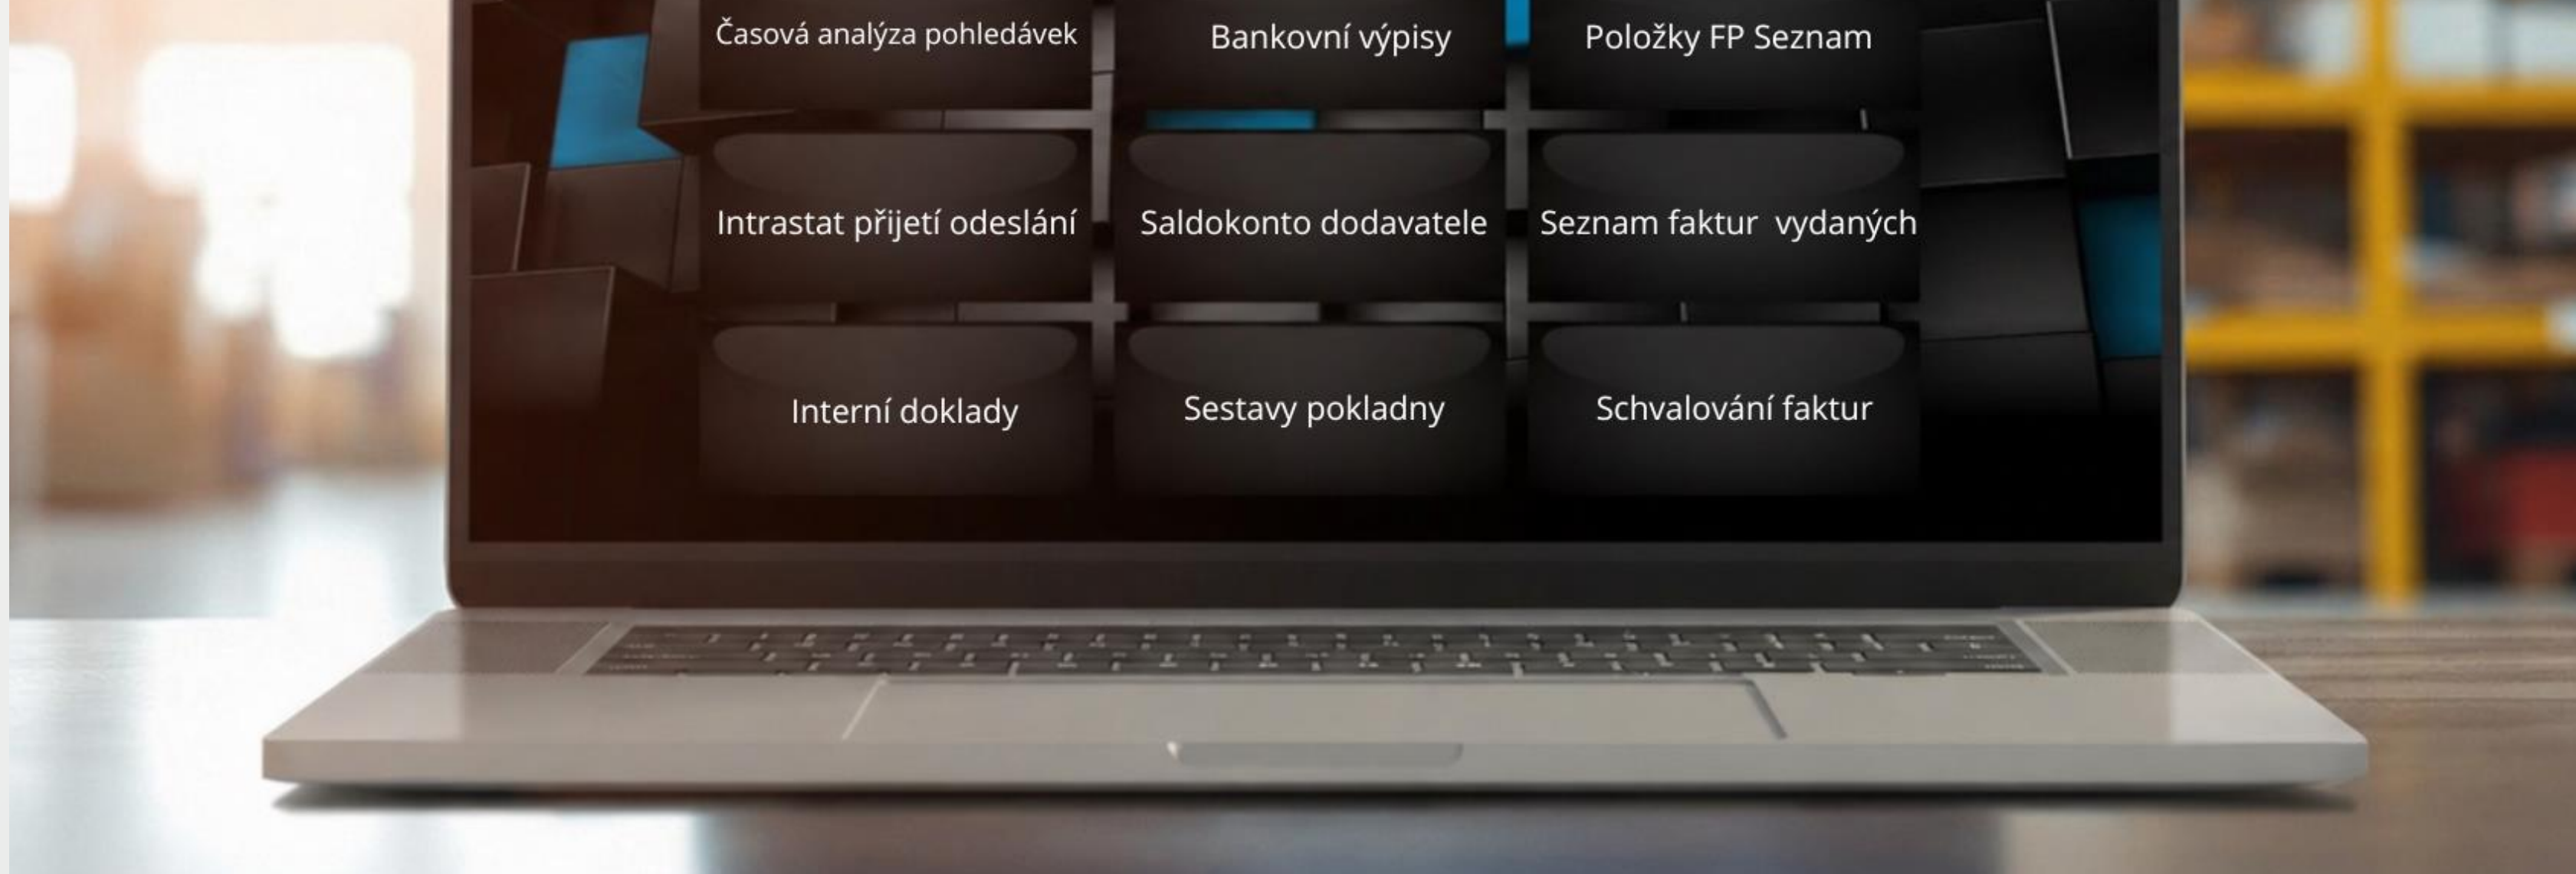 Časová analýza pohledávek
Bankovní výpisy
Položky FP Seznam
Intrastat přijetí odeslání
Saldokonto dodavatele
Seznam faktur  vydaných
Interní doklady
Sestavy pokladny
Schvalování faktur